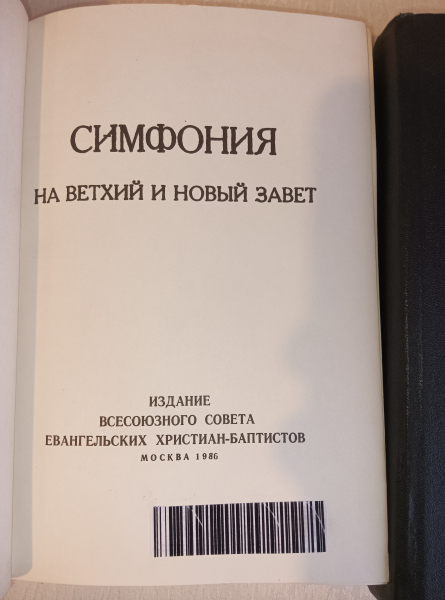 СИМФОНИЯ
НА ВЕТХИЙ И НОВЫЙ ЗАВЕТ
ИЗДАНИЕ
ВСЕСОЮЗНОГО СОВЕТА
ЕВАНГЕЛЬСКИХ ХРИСТИАН-БАПТИСТОВ
МОСКВА 1986